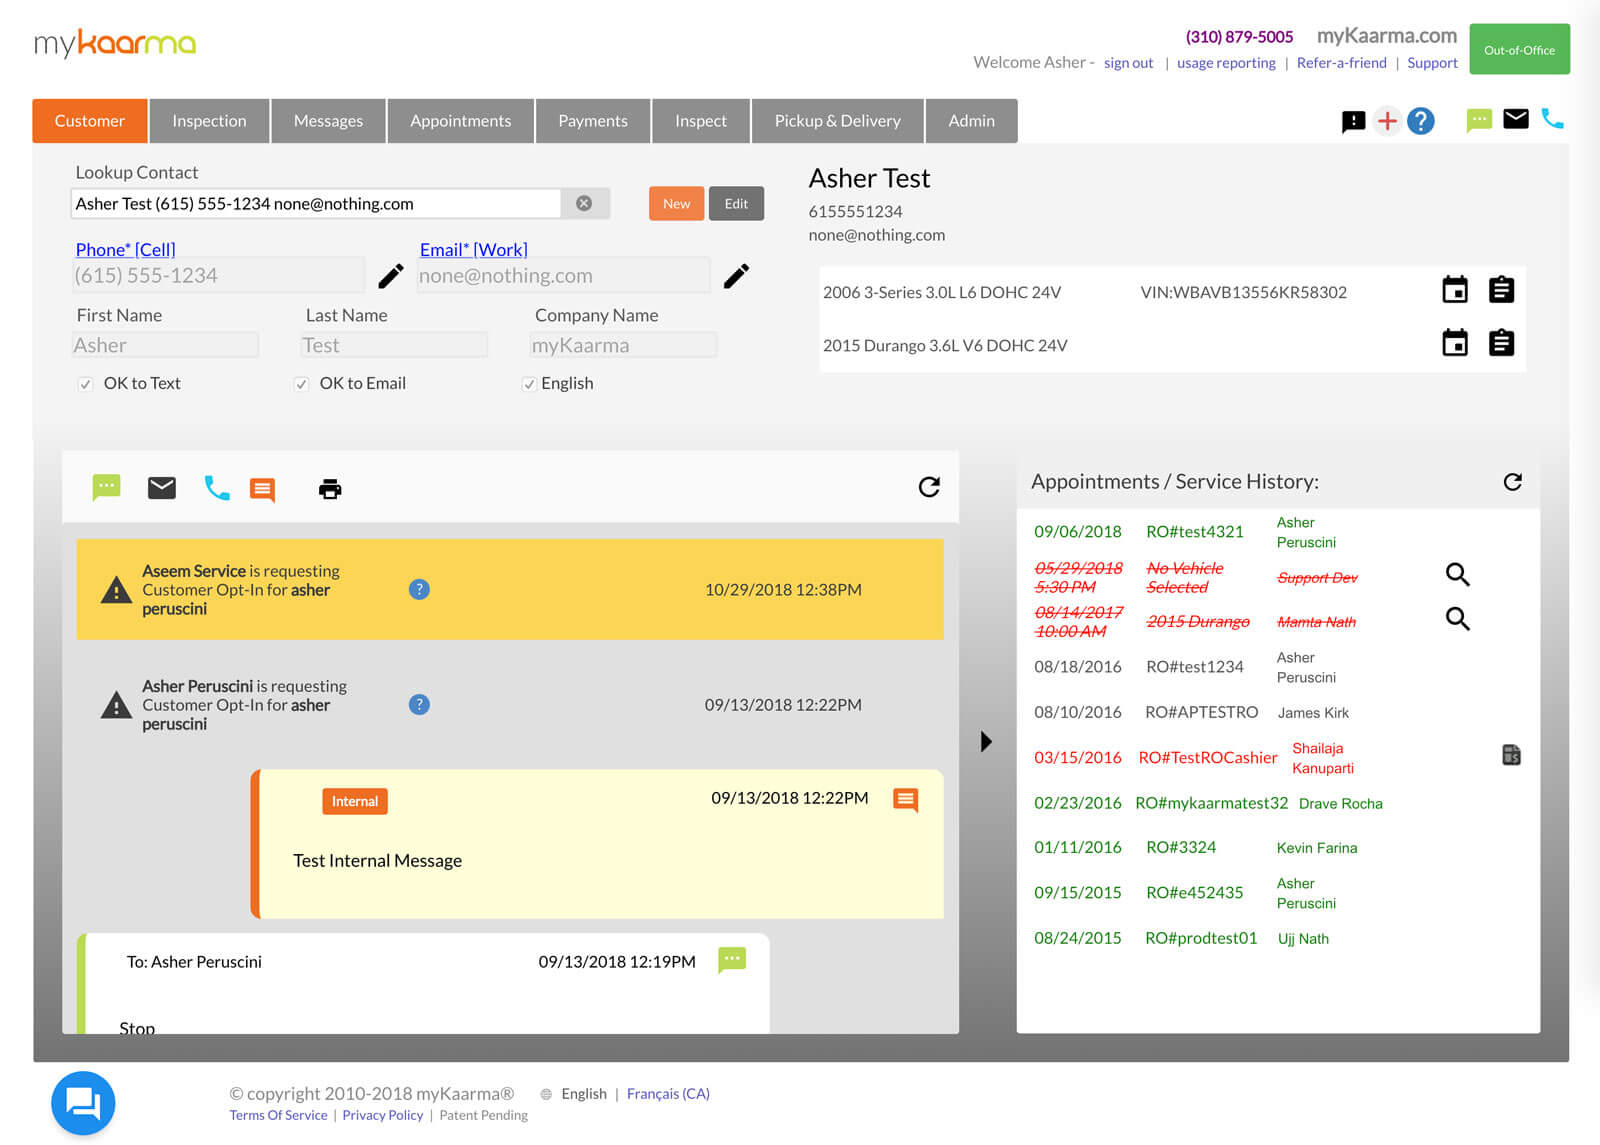 mykaarma
(310) 879-5005
myKaarma.com
Out-of-Office
Welcome Asher - sign out | usage reporting | Refer-a-friend | Support
Customer
Inspection
Messages
Appointments
Payments
Inspect
Pickup & Delivery
Admin
Lookup Contact
Asher Test (615) 555-1234 none@nothing.com
New
Edit
Phone* [Cell]
Email* [Work]
(615) 555-1234
none@nothing.com
First Name
Last Name
Company Name
Asher
Test
myKaarma
OK to Text
OK to Email
English
Asher Test
6155551234
none@nothing.com
2006 3-Series 3.0L L6 DOHC 24V
VIN:WBAVB13556KR58302
2015 Durango 3.6L V6 DOHC 24V
Aseem Service is requesting
Customer Opt-In for asher
peruscini
?
10/29/2018 12:38PM
Asher Peruscini is requesting
Customer Opt-In for asher
peruscini
?
09/13/2018 12:22PM
Internal
09/13/2018 12:22PM
Test Internal Message
To: Asher Peruscini
09/13/2018 12:19PM
Stop
Appointments / Service History:
09/06/2018 RO#test4321 Asher
Peruscini
05/29/2018 No Vehicle Support Dev
5:30 PM Selected
08/14/2017 2015 Durango Mamta Nath
10:00 AM
08/18/2016 RO#test1234 Asher
Peruscini
08/10/2016 RO#APTESTRO James Kirk
03/15/2016 RO#TestROCashier Shailaja
Kanuparti
02/23/2016 RO#mykaarmatest32 Drave Rocha
01/11/2016 RO#3324 Kevin Farina
09/15/2015 RO#e452435 Asher
Peruscini
08/24/2015 RO#prodtest01 Ujj Nath
© copyright 2010-2018 myKaarma®
English | Français (CA)
Terms Of Service | Privacy Policy | Patent Pending